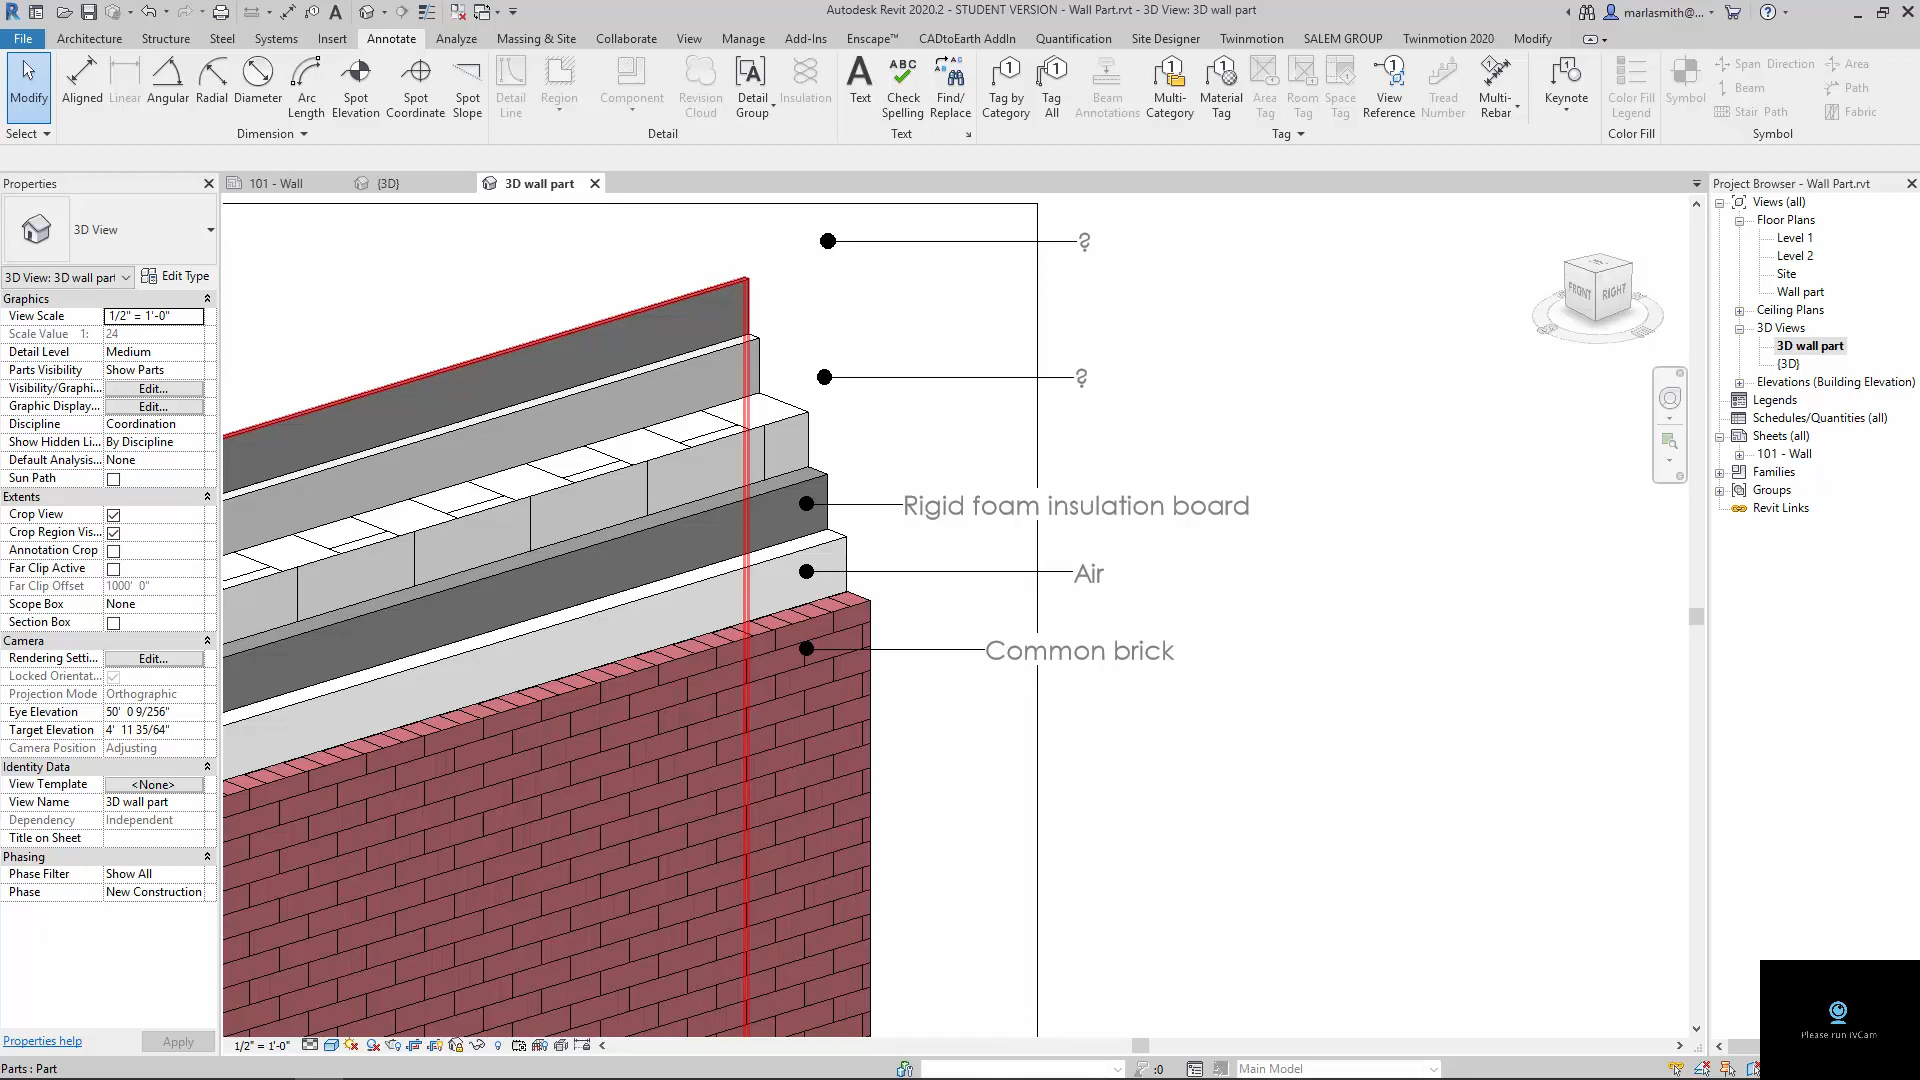 Autodesk Revit 2020.2 - STUDENT VERSION - Wall Part.rvt - 3D View: 3D wall part
marlasmith@...
File Architecture Structure Steel Systems Insert Annotate Analyze Massing & Site Collaborate View Manage Add-Ins Enscape™ CADtoEarth AddIn Quantification Site Designer Twinmotion SALEM GROUP Twinmotion 2020 Modify
Modify
Aligned Linear Angular Radial Diameter Arc Length Spot Elevation Spot Coordinate Spot Slope
Detail Line Region Component Revision Cloud Detail Group Insulation
Text Check Spelling Find/ Replace
Tag by Category Tag All Beam Annotations Multi- Category Material Tag Area Tag Room Tag Space Tag View Reference Tread Number Multi- Rebar Keynote
Color Fill Legend
Symbol Span Direction Beam Stair Path Area Path Fabric
Select Dimension Detail Text Tag Color Fill Symbol
Properties
3D View
3D View: 3D wall part Edit Type
Graphics
View Scale 1/2" = 1'-0"
Scale Value 1: 24
Detail Level Medium
Parts Visibility Show Parts
Visibility/Graphi... Edit...
Graphic Display... Edit...
Discipline Coordination
Show Hidden Li... By Discipline
Default Analysis... None
Sun Path
Extents
Crop View
Crop Region Vis...
Annotation Crop
Far Clip Active
Far Clip Offset 1000' 0"
Scope Box None
Section Box
Camera
Rendering Setti... Edit...
Locked Orientat...
Projection Mode Orthographic
Eye Elevation 50' 0 9/256"
Target Elevation 4' 11 35/64"
Camera Position Adjusting
Identity Data
View Template <None>
View Name 3D wall part
Dependency Independent
Title on Sheet
Phasing
Phase Filter Show All
Phase New Construction
Properties help Apply
101 - Wall {3D} 3D wall part
?
?
Rigid foam insulation board
Air
Common brick
FRONT RIGHT
Project Browser - Wall Part.rvt
Views (all)
Floor Plans
Level 1
Level 2
Site
Wall part
Ceiling Plans
3D Views
3D wall part
{3D}
Elevations (Building Elevation)
Legends
Schedules/Quantities (all)
Sheets (all)
101 - Wall
Families
Groups
Revit Links
1/2" = 1'-0"
Parts : Part
:0
Main Model
Please run iVCam